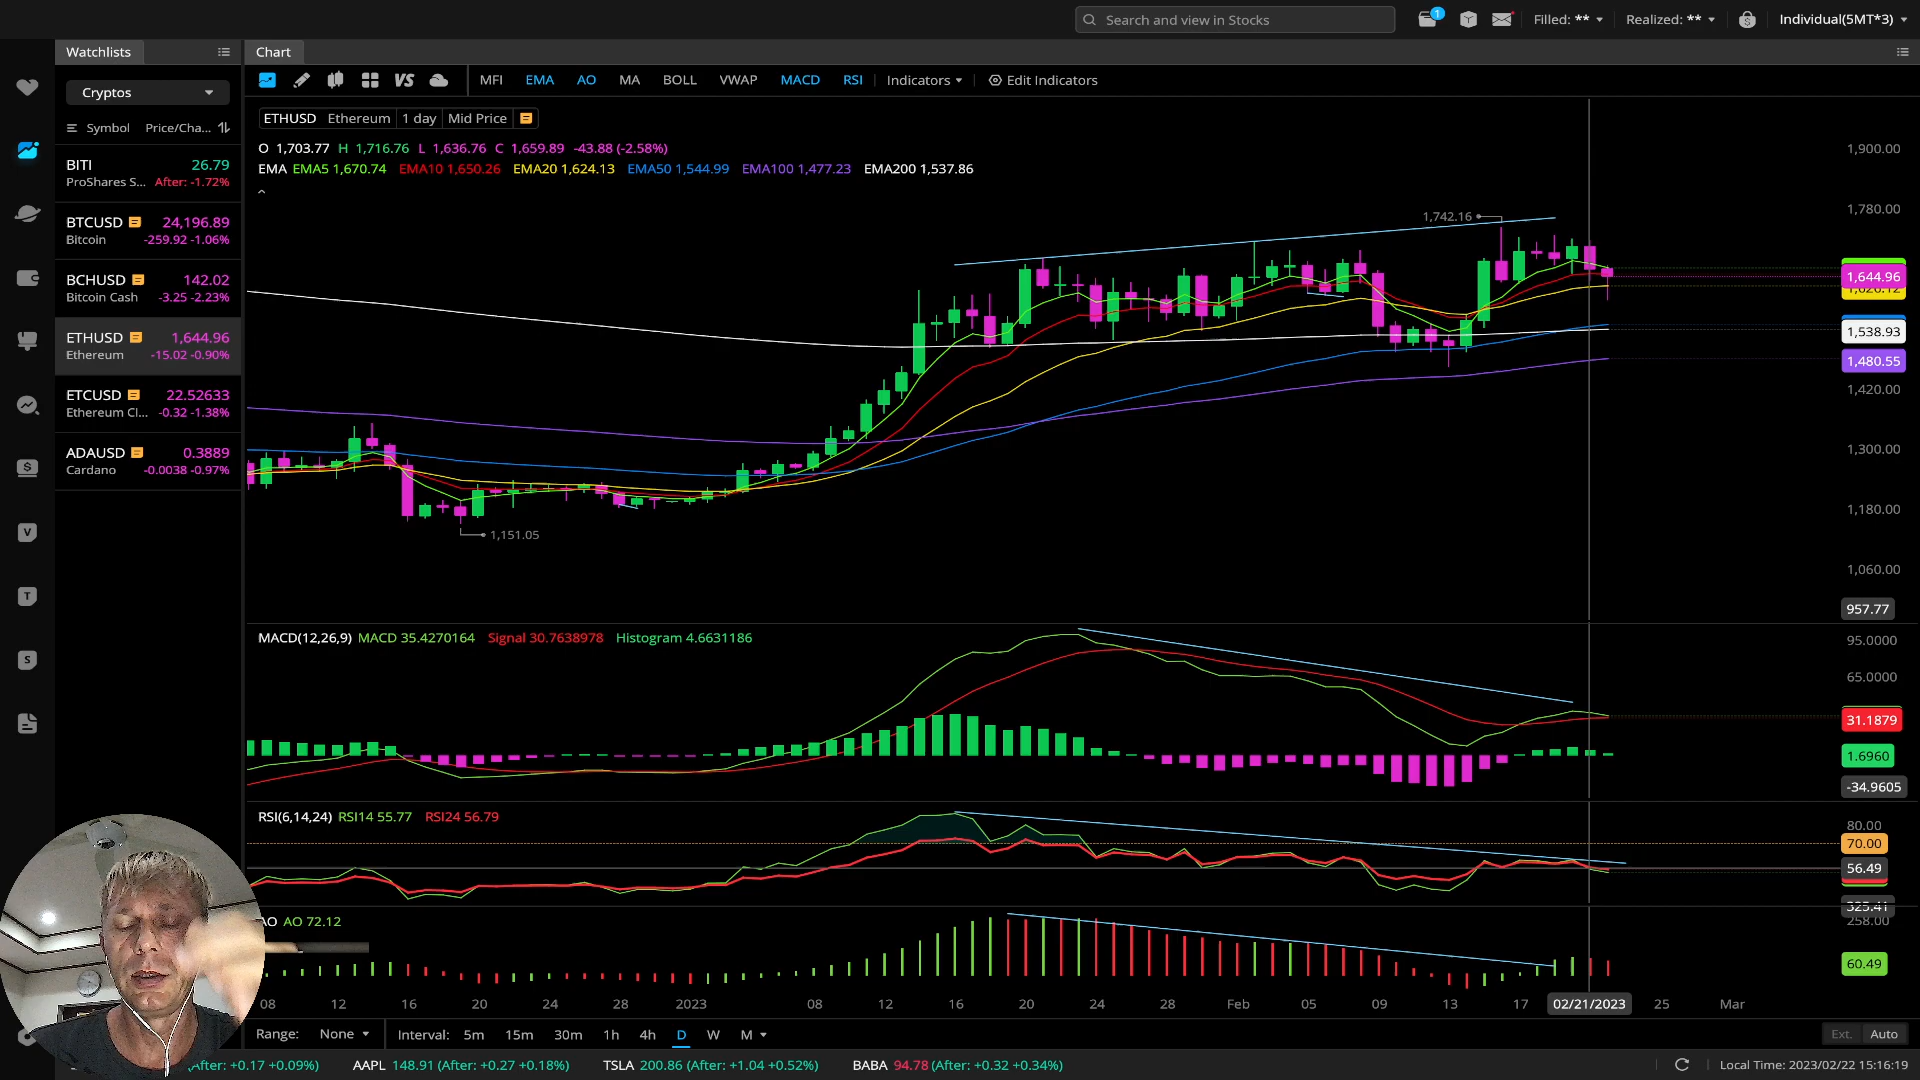 Search and view in Stocks
1
Filled: **
Realized: **
Individual(5MT*3)
Watchlists
Chart
Cryptos
MFI EMA AO MA BOLL VWAP MACD RSI Indicators Edit Indicators
VS
Symbol Price/Cha...
BITI 26.79
ProShares S... After: -1.72%
BTCUSD 24,196.89
Bitcoin -259.92 -1.06%
BCHUSD 142.02
Bitcoin Cash -3.25 -2.23%
ETHUSD 1,644.96
Ethereum -15.02 -0.90%
ETCUSD 22.52633
Ethereum Cl... -0.32 -1.38%
ADAUSD 0.3889
Cardano -0.0038 -0.97%
V
T
S
ETHUSD Ethereum 1 day Mid Price
O 1,703.77 H 1,716.76 L 1,636.76 C 1,659.89 -43.88 (-2.58%)
EMA EMA5 1,670.74 EMA10 1,650.26 EMA20 1,624.13 EMA50 1,544.99 EMA100 1,477.23 EMA200 1,537.86
1,742.16
1,151.05
1,900.00
1,780.00
1,644.96
1,538.93
1,480.55
1,420.00
1,300.00
1,180.00
1,060.00
957.77
MACD(12,26,9) MACD 35.4270164 Signal 30.7638978 Histogram 4.6631186
95.0000
65.0000
31.1879
1.6960
-34.9605
RSI(6,14,24) RSI14 55.77 RSI24 56.79
80.00
70.00
56.49
AO AO 72.12
325.41
258.00
60.49
08 12 16 20 24 28 2023 08 12 16 20 24 28 Feb 05 09 13 17 02/21/2023 25 Mar
Range: None Interval: 5m 15m 30m 1h 4h D W M
Ext. Auto
After: +0.17 +0.09%) AAPL 148.91 (After: +0.27 +0.18%) TSLA 200.86 (After: +1.04 +0.52%) BABA 94.78 (After: +0.32 +0.34%)
Local Time: 2023/02/22 15:16:19